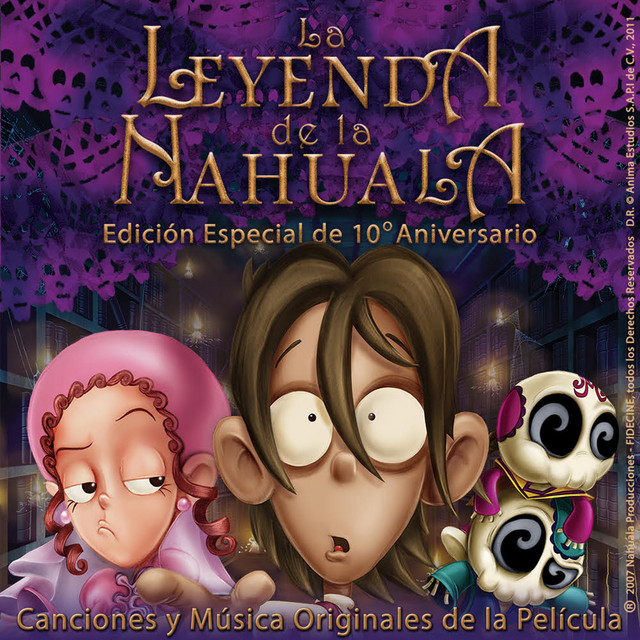 La
LEYENDA
de la
NAHUALA
Edición Especial de 10° Aniversario
Canciones y Música Originales de la Película
® 2007 Nahuala Producciones - FIDECINE, todos los Derechos Reservados D.R. © Anima Estudios S.A.P.I de C.V. 2011